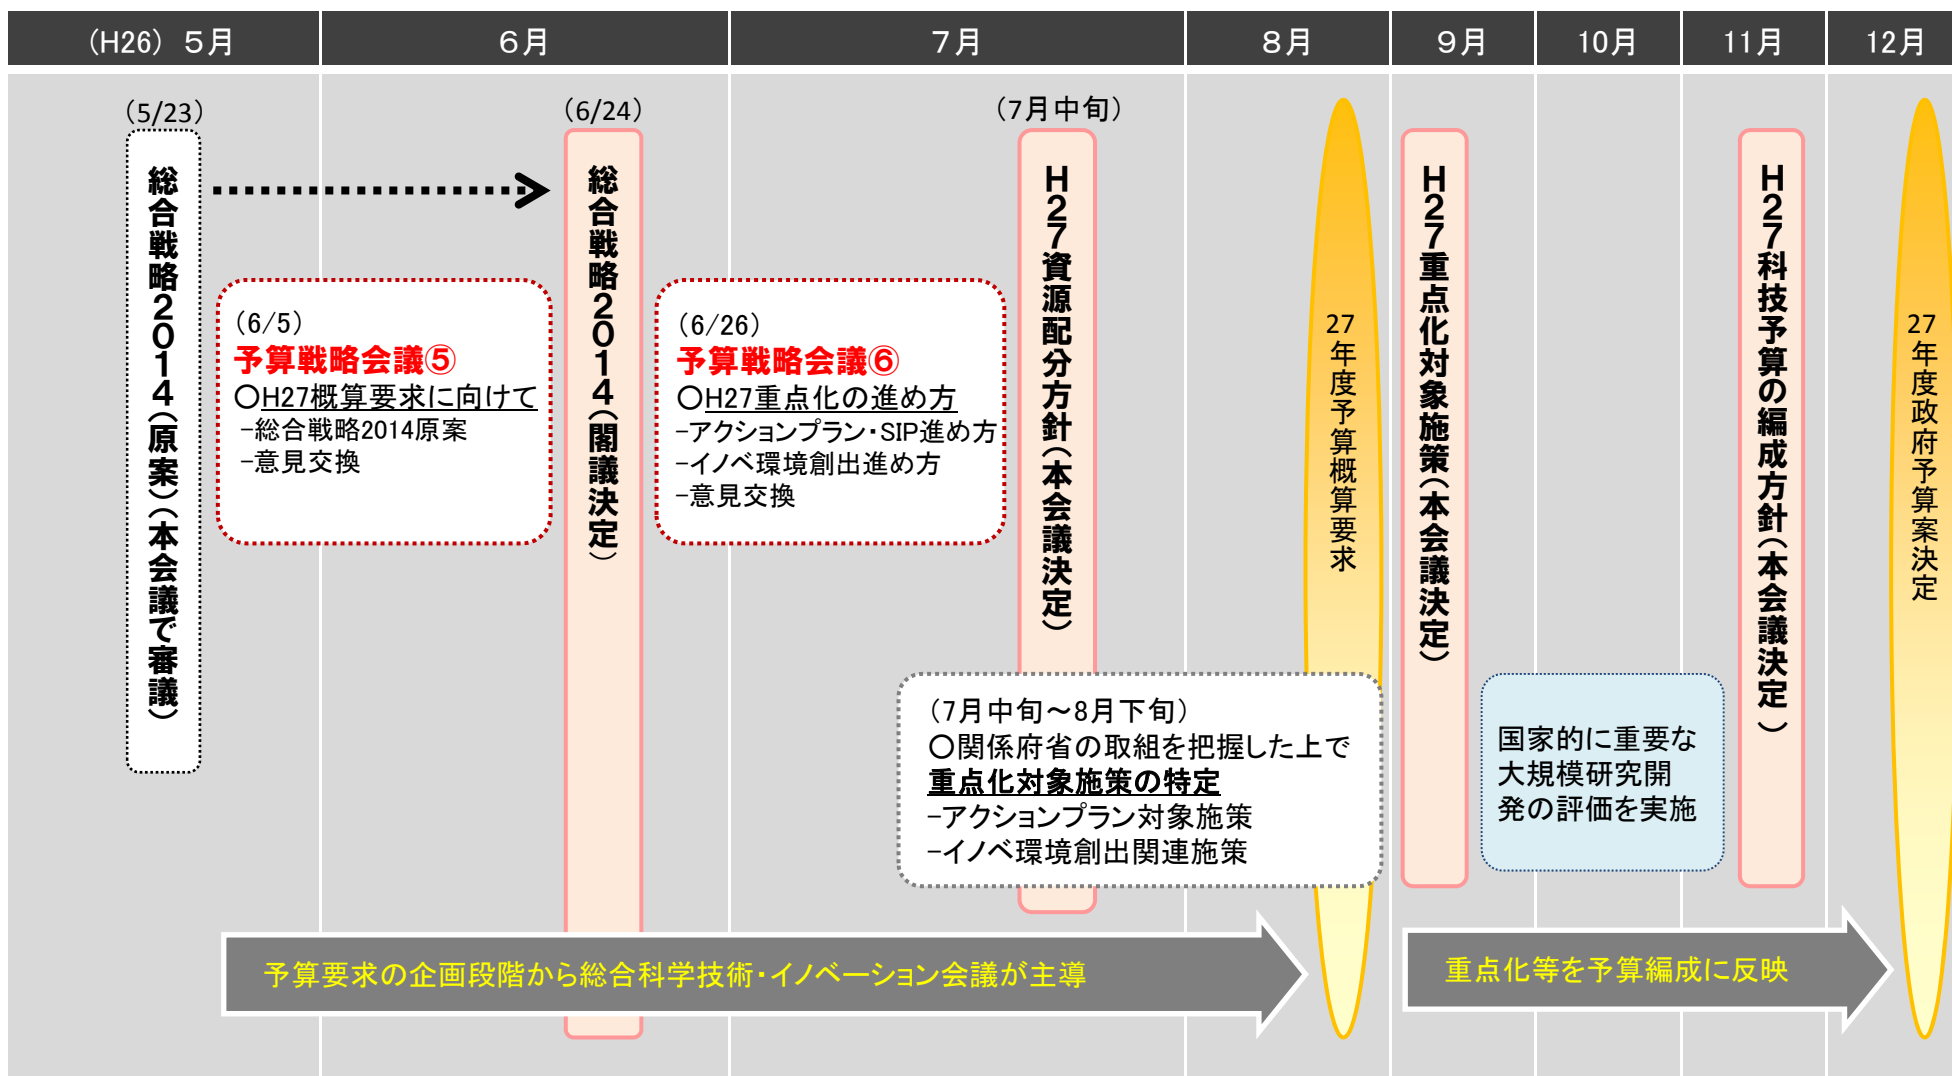 （H26）５月
６月
７月
８月
９月
10月
11月
12月
（5/23）
総合戦略２０１４（原案）（本会議で審議）
（6/5）
予算戦略会議⑤
○H27概算要求に向けて
−総合戦略2014原案
−意見交換
（6/24）
総合戦略２０１４（閣議決定）
（6/26）
予算戦略会議⑥
○H27重点化の進め方
−アクションプラン・SIP進め方
−イノベ環境創出進め方
−意見交換
（7月中旬）
Ｈ２７資源配分方針（本会議決定）
（7月中旬～8月下旬）
○関係府省の取組を把握した上で
重点化対象施策の特定
−アクションプラン対象施策
−イノベ環境創出関連施策
27年度予算概算要求
Ｈ２７重点化対象施策（本会議決定）
国家的に重要な
大規模研究開
発の評価を実施
Ｈ２７科技予算の編成方針（本会議決定）
27年度政府予算案決定
予算要求の企画段階から総合科学技術・イノベーション会議が主導
重点化等を予算編成に反映